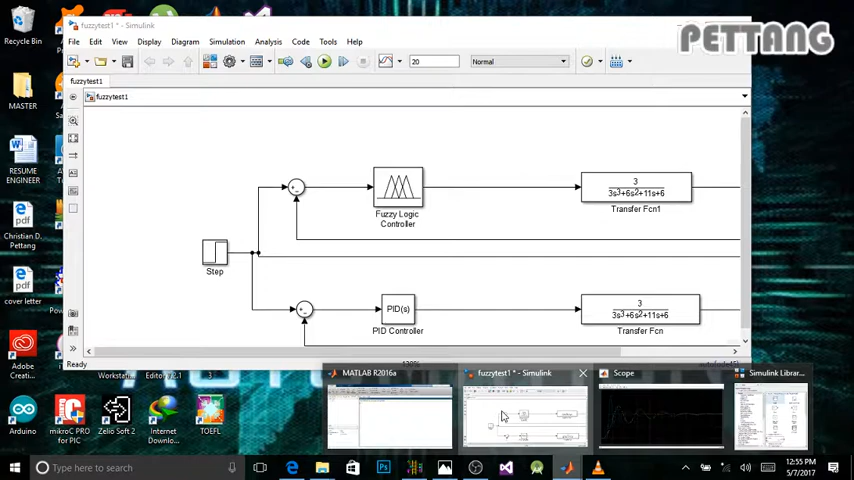 Recycle Bin
MASTER
RESUME
ENGINEER
Christian D.
Pettang
cover letter
Adobe
Creati...
Arduino
mikroC PRO
for PIC
Zelio Soft 2
Internet
Downlo...
TOEFL
fuzzytest1 * - Simulink
PETTANG
File Edit View Display Diagram Simulation Analysis Code Tools Help
20
Normal
fuzzytest1
fuzzytest1
Fuzzy Logic
Controller
3
3s3+6s2+11s+6
Transfer Fcn1
Step
PID(s)
PID Controller
3
3s3+6s2+11s+6
Transfer Fcn
Ready
130%
MATLAB R2016a
fuzzytest1 * - Simulink
Scope
Simulink Librar...
Type here to search
12:55 PM
5/7/2017